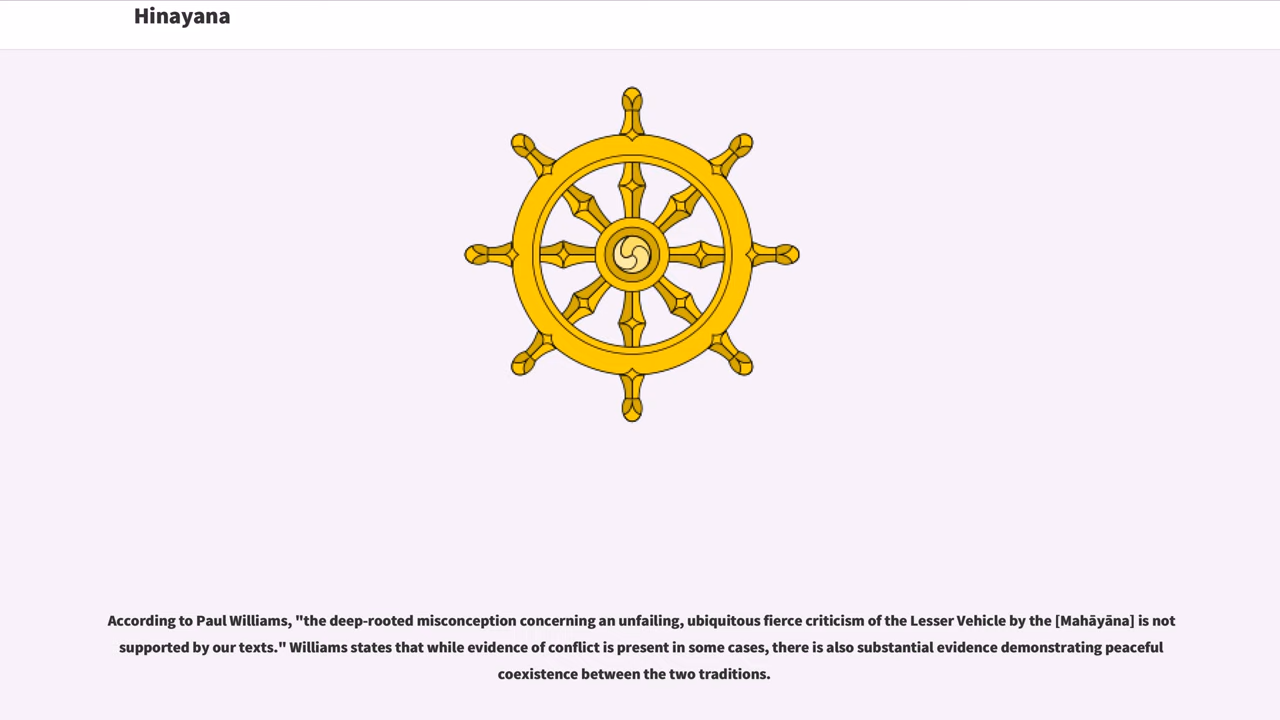 Hinayana
According to Paul Williams, "the deep-rooted misconception concerning an unfailing, ubiquitous fierce criticism of the Lesser Vehicle by the [Mahāyāna] is not
supported by our texts." Williams states that while evidence of conflict is present in some cases, there is also substantial evidence demonstrating peaceful
coexistence between the two traditions.